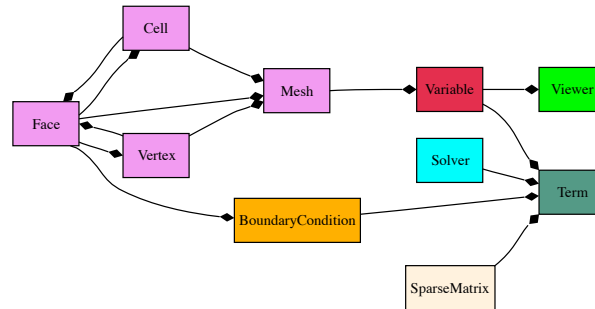 Cell
Face
Vertex
Mesh
BoundaryCondition
Variable
Solver
SparseMatrix
Viewer
Term